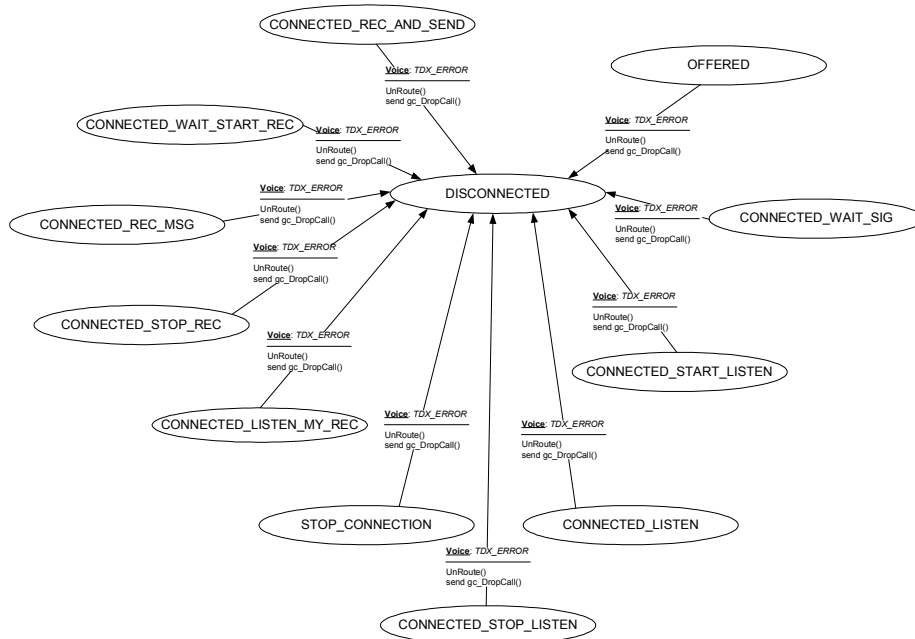 CONNECTED_REC_AND_SEND
OFFERED
Voice: TDX_ERROR
UnRoute()
send gc_DropCall()
Voice: TDX_ERROR
UnRoute()
send gc_DropCall()
CONNECTED_WAIT_START_REC
Voice: TDX_ERROR
UnRoute()
send gc_DropCall()
DISCONNECTED
CONNECTED_REC_MSG
Voice: TDX_ERROR
UnRoute()
send gc_DropCall()
Voice: TDX_ERROR
UnRoute()
send gc_DropCall()
CONNECTED_WAIT_SIG
Voice: TDX_ERROR
UnRoute()
send gc_DropCall()
CONNECTED_STOP_REC
Voice: TDX_ERROR
UnRoute()
send gc_DropCall()
CONNECTED_START_LISTEN
Voice: TDX_ERROR
UnRoute()
send gc_DropCall()
CONNECTED_LISTEN_MY_REC
Voice: TDX_ERROR
UnRoute()
send gc_DropCall()
STOP_CONNECTION
Voice: TDX_ERROR
UnRoute()
send gc_DropCall()
CONNECTED_LISTEN
Voice: TDX_ERROR
UnRoute()
send gc_DropCall()
CONNECTED_STOP_LISTEN